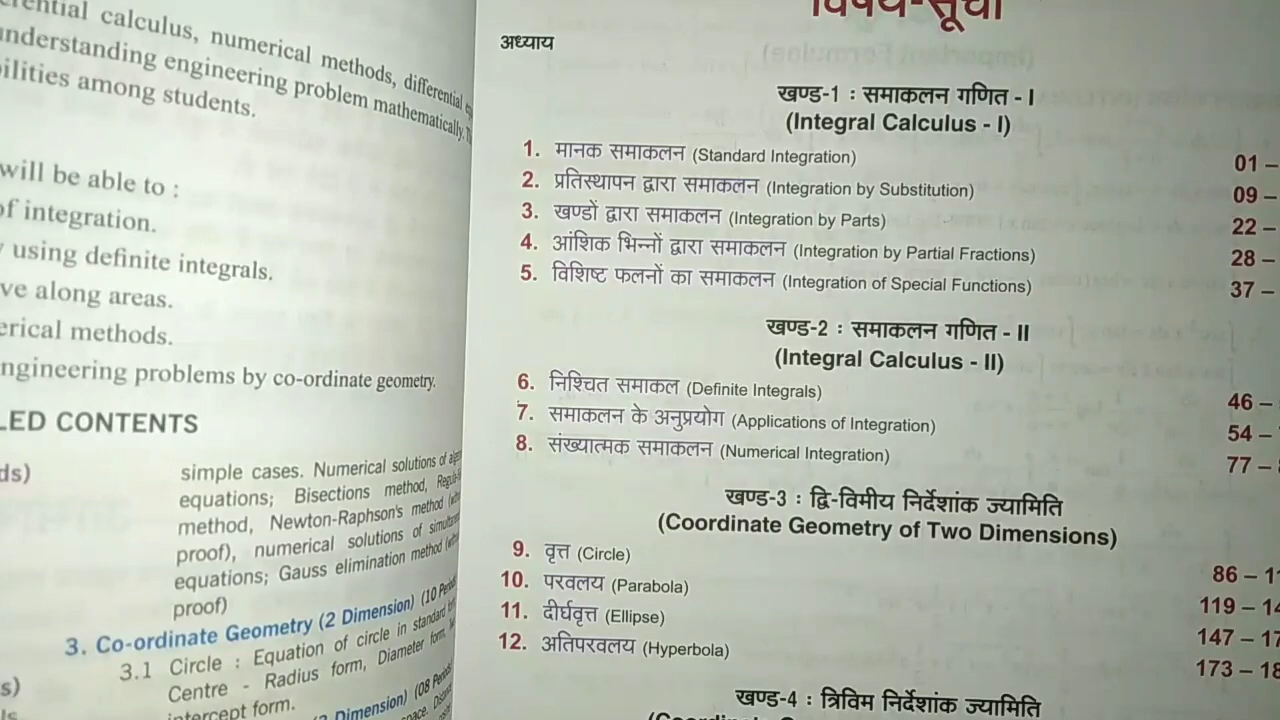 calculus, numerical methods, differential
understanding engineering problem mathematically.
among students.
will be able to :
of integration.
using definite integrals.
along areas.
methods.
engineering problems by co-ordinate geometry.
CONTENTS
simple cases. Numerical solutions of
equations; Bisections method,
method, Newton-Raphson's method
proof), numerical solutions of
equations; Gauss elimination method
proof)
3. Co-ordinate Geometry (2 Dimension) (10
3.1 Circle : Equation of circle in standard
Centre - Radius form, Diameter form,
intercept form.
Dimension) (08
विषय-सूची
अध्याय
खण्ड-1 : समाकलन गणित - I
(Integral Calculus - I)
1. मानक समाकलन (Standard Integration) 01 –
2. प्रतिस्थापन द्वारा समाकलन (Integration by Substitution) 09 –
3. खण्डों द्वारा समाकलन (Integration by Parts) 22 –
4. आंशिक भिन्नों द्वारा समाकलन (Integration by Partial Fractions) 28 –
5. विशिष्ट फलनों का समाकलन (Integration of Special Functions) 37 –
खण्ड-2 : समाकलन गणित - II
(Integral Calculus - II)
6. निश्चित समाकल (Definite Integrals) 46 –
7. समाकलन के अनुप्रयोग (Applications of Integration) 54 –
8. संख्यात्मक समाकलन (Numerical Integration) 77 –
खण्ड-3 : द्वि-विमीय निर्देशांक ज्यामिति
(Coordinate Geometry of Two Dimensions)
9. वृत्त (Circle) 86 –
10. परवलय (Parabola) 119 –
11. दीर्घवृत्त (Ellipse) 147 –
12. अतिपरवलय (Hyperbola) 173 –
खण्ड-4 : त्रिविम निर्देशांक ज्यामिति